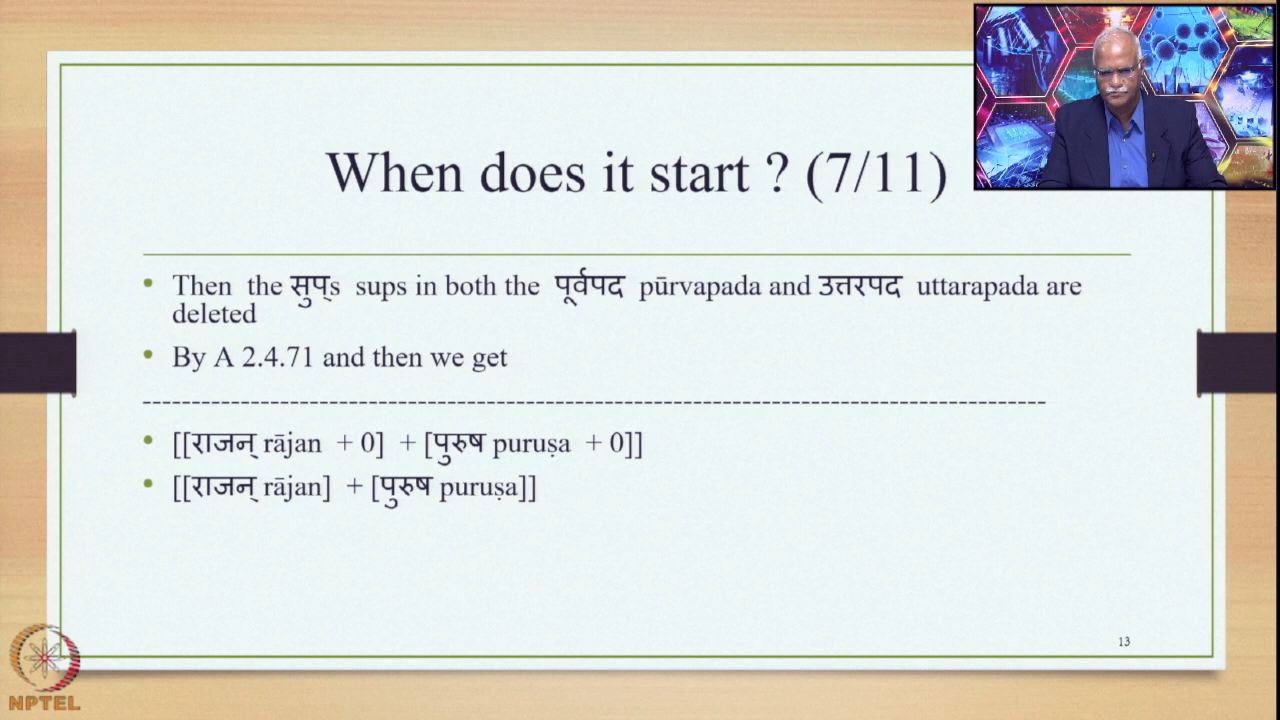 When does it start ? (7/11)
• Then the सुप्s sups in both the पूर्वपद pūrvapada and उत्तरपद uttarapada are
deleted
• By A 2.4.71 and then we get
--------------------------------------------------------------------------------------------
• [[राजन् rājan + 0] + [पुरुष puruṣa + 0]]
• [[राजन् rājan] + [पुरुष puruṣa]]
13
NPTEL